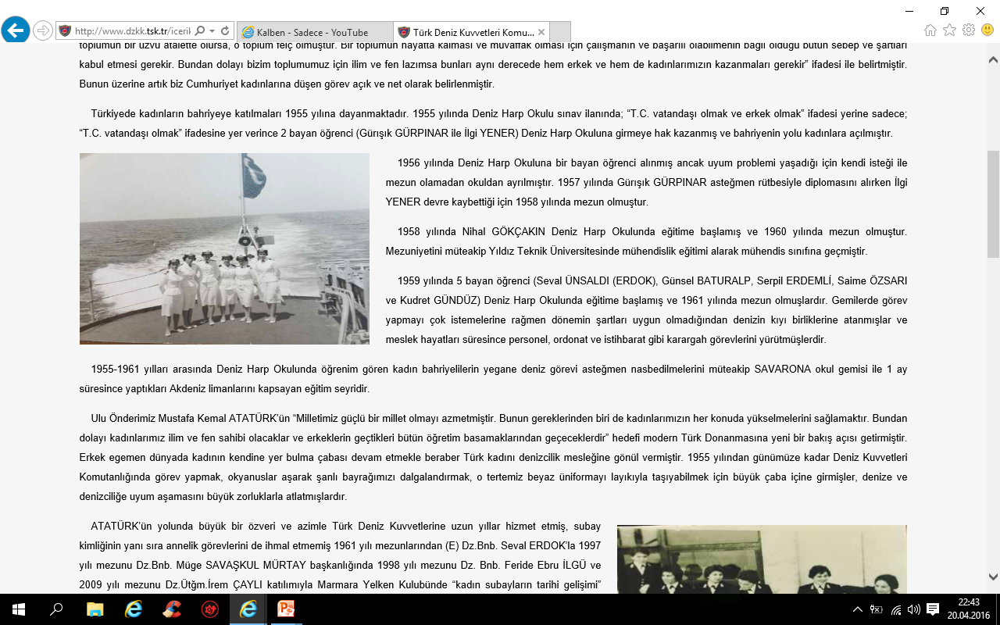 http://www.dzkk.tsk.tr/icerik
Kalben - Sadece - YouTube
Türk Deniz Kuvvetleri Komu...
toplumun bir uzvu atalette olursa, o toplum felç olmuştur. Bir toplumun hayatta kalması ve muvaffak olması için çalışmanın ve başarılı olabilmenin bağlı olduğu bütün sebep ve şartları
kabul etmesi gerekir. Bundan dolayı bizim toplumumuz için ilim ve fen lazımsa bunları aynı derecede hem erkek ve hem de kadınlarımızın kazanmaları gerekir” ifadesi ile belirtmiştir.
Bunun üzerine artık biz Cumhuriyet kadınlarına düşen görev açık ve net olarak belirlenmiştir.
Türkiyede kadınların bahriyeye katılmaları 1955 yılına dayanmaktadır. 1955 yılında Deniz Harp Okulu sınav ilanında; “T.C. vatandaşı olmak ve erkek olmak” ifadesi yerine sadece;
“T.C. vatandaşı olmak” ifadesine yer verince 2 bayan öğrenci (Gürışık GÜRPINAR ile İlgi YENER) Deniz Harp Okuluna girmeye hak kazanmış ve bahriyenin yolu kadınlara açılmıştır.
1956 yılında Deniz Harp Okuluna bir bayan öğrenci alınmış ancak uyum problemi yaşadığı için kendi isteği ile
mezun olamadan okuldan ayrılmıştır. 1957 yılında Gürışık GÜRPINAR asteğmen rütbesiyle diplomasını alırken İlgi
YENER devre kaybettiği için 1958 yılında mezun olmuştur.
1958 yılında Nihal GÖKÇAKIN Deniz Harp Okulunda eğitime başlamış ve 1960 yılında mezun olmuştur.
Mezuniyetini müteakip Yıldız Teknik Üniversitesinde mühendislik eğitimi alarak mühendis sınıfına geçmiştir.
1959 yılında 5 bayan öğrenci (Seval ÜNSALDI (ERDOK), Günsel BATURALP, Serpil ERDEMLİ, Saime ÖZSARI
ve Kudret GÜNDÜZ) Deniz Harp Okulunda eğitime başlamış ve 1961 yılında mezun olmuşlardır. Gemilerde görev
yapmayı çok istemelerine rağmen dönemin şartları uygun olmadığından denizin kıyı birliklerine atanmışlar ve
meslek hayatları süresince personel, ordonat ve istihbarat gibi karargah görevlerini yürütmüşlerdir.
1955-1961 yılları arasında Deniz Harp Okulunda öğrenim gören kadın bahriyelilerin yegane deniz görevi asteğmen nasbedilmelerini müteakip SAVARONA okul gemisi ile 1 ay
süresince yaptıkları Akdeniz limanlarını kapsayan eğitim seyridir.
Ulu Önderimiz Mustafa Kemal ATATÜRK’ün “Milletimiz güçlü bir millet olmayı azmetmiştir. Bunun gereklerinden biri de kadınlarımızın her konuda yükselmelerini sağlamaktır. Bundan
dolayı kadınlarımız ilim ve fen sahibi olacaklar ve erkeklerin geçtikleri bütün öğretim basamaklarından geçeceklerdir” hedefi modern Türk Donanmasına yeni bir bakış açısı getirmiştir.
Erkek egemen dünyada kadının kendine yer bulma çabası devam etmekle beraber Türk kadını denizcilik mesleğine gönül vermiştir. 1955 yılından günümüze kadar Deniz Kuvvetleri
Komutanlığında görev yapmak, okyanuslar aşarak şanlı bayrağımızı dalgalandırmak, o tertemiz beyaz üniformayı layıkıyla taşıyabilmek için büyük çaba içine girmişler, denize ve
denizciliğe uyum aşamasını büyük zorluklarla atlatmışlardır.
ATATÜRK’ün yolunda büyük bir özveri ve azimle Türk Deniz Kuvvetlerine uzun yıllar hizmet etmiş, subay
kimliğinin yanı sıra annelik görevlerini de ihmal etmemiş 1961 yılı mezunlarından (E) Dz.Bnb. Seval ERDOK’la 1997
yılı mezunu Dz.Bnb. Müge SAVAŞKUL MÜRTAY başkanlığında 1998 yılı mezunu Dz. Bnb. Feride Ebru İLGÜ ve
2009 yılı mezunu Dz.Ütğm.İrem ÇAYLI katılımıyla Marmara Yelken Kulubünde “kadın subayların tarihi gelişimi”
22:43
20.04.2016